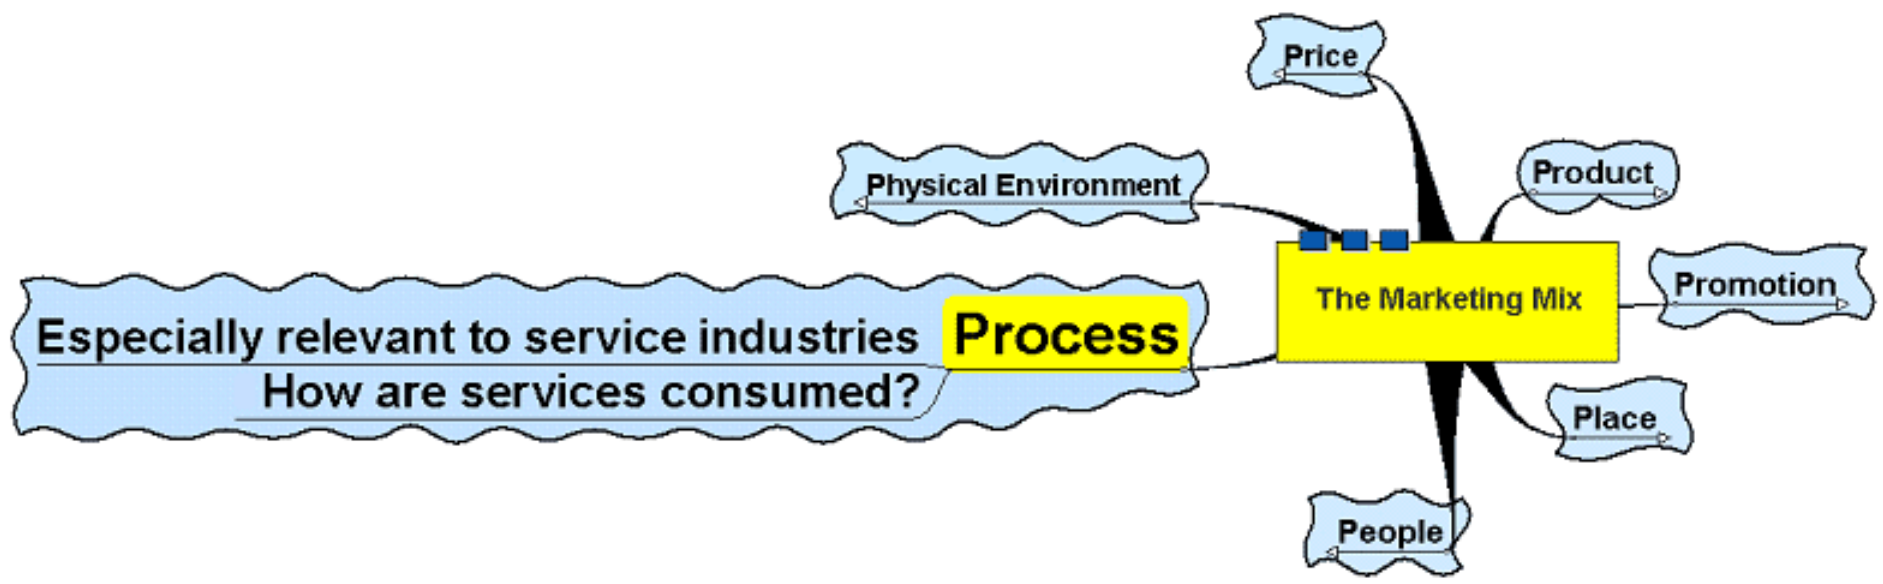 Price
Product
Physical Environment
Promotion
The Marketing Mix
Especially relevant to service industries
Process
How are services consumed?
Place
People